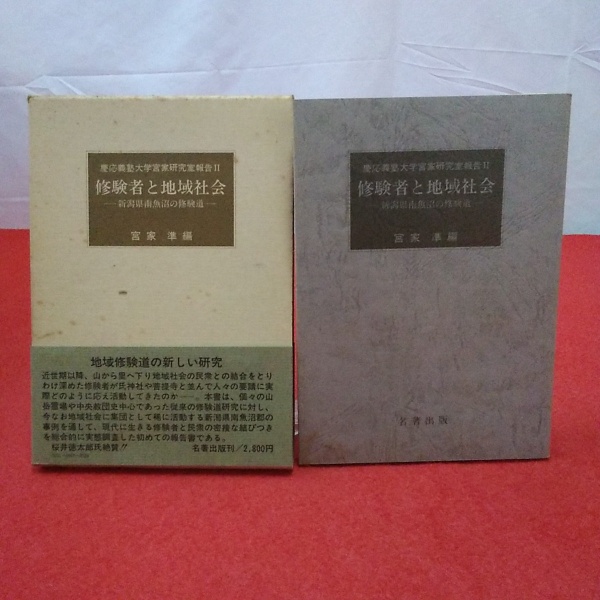 慶応義塾大学宮家研究室報告Ⅱ
修験者と地域社会
―新潟県南魚沼の修験道―
宮家 準編
地域修験道の新しい研究
近世期以降、山から里へ下り地域社会の民衆との結合をとり
わけ深めた修験者が氏神社や菩提寺と並んで人々の要請に実
際どのように応え活動してきたのか――。本書は、個々の山
岳霊場や中央教団史中心であった従来の修験道研究に対し、
今なお地域社会に集団として稀に活動する新潟県南魚沼郡の
事例を通して、現代に生きる修験者と民衆の密接な結びつき
を総合的に実態調査した初めての報告書である。
桜井徳太郎氏絶賛!!
名著出版刊/2,800円
慶応義塾大学宮家研究室報告Ⅱ
修験者と地域社会
―新潟県南魚沼の修験道―
宮家 準編
名著出版